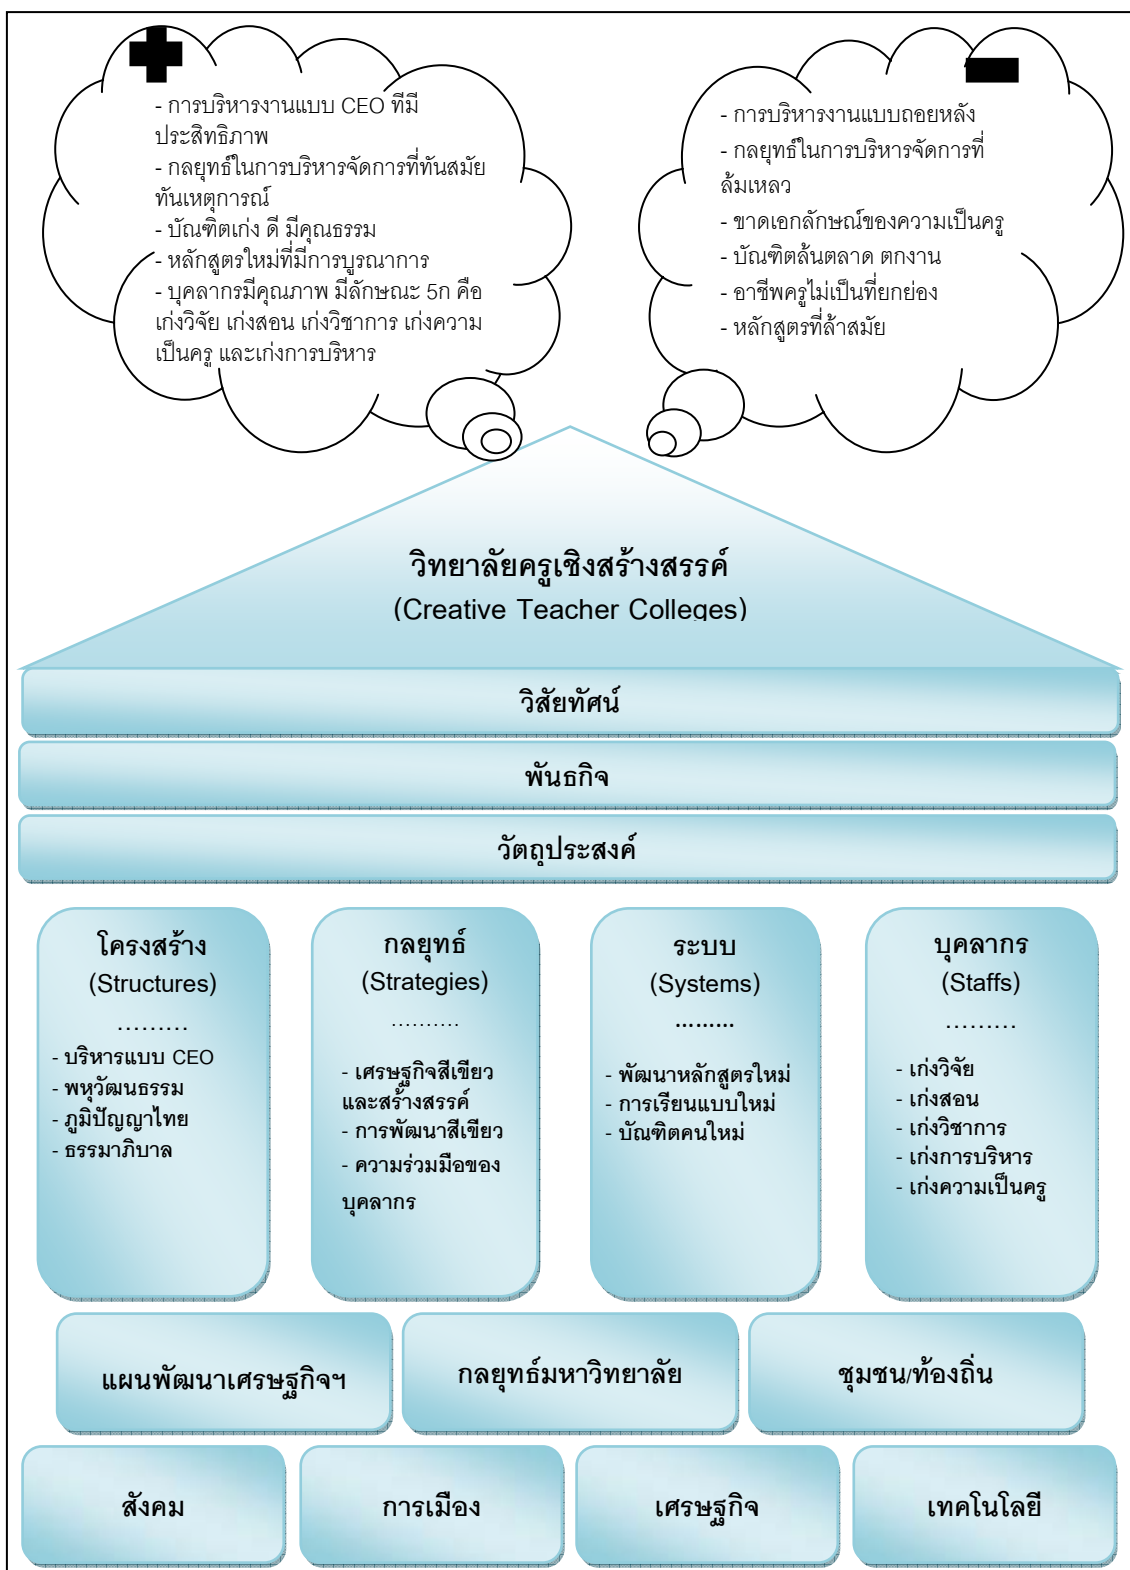 - การบริหารงานแบบ CEO ที่มี
ประสิทธิภาพ
- กลยุทธ์ในการบริหารจัดการที่ทันสมัย
ทันเหตุการณ์
- บัณฑิตเก่ง ดี มีคุณธรรม
- หลักสูตรใหม่ที่มีการบูรณาการ
- บุคลากรมีคุณภาพ มีลักษณะ 5ก คือ
เก่งวิจัย เก่งสอน เก่งวิชาการ เก่งความ
เป็นครู และเก่งการบริหาร
- การบริหารงานแบบถอยหลัง
- กลยุทธ์ในการบริหารจัดการที่
ล้มเหลว
- ขาดเอกลักษณ์ของความเป็นครู
- บัณฑิตล้นตลาด ตกงาน
- อาชีพครูไม่เป็นที่ยกย่อง
- หลักสูตรที่ล้าสมัย
วิทยาลัยครูเชิงสร้างสรรค์
(Creative Teacher Colleges)
วิสัยทัศน์
พันธกิจ
วัตถุประสงค์
โครงสร้าง
(Structures)
.........
- บริหารแบบ CEO
- พหุวัฒนธรรม
- ภูมิปัญญาไทย
- ธรรมาภิบาล
กลยุทธ์
(Strategies)
..........
- เศรษฐกิจสีเขียว
และสร้างสรรค์
- การพัฒนาสีเขียว
- ความร่วมมือของ
บุคลากร
ระบบ
(Systems)
.........
- พัฒนาหลักสูตรใหม่
- การเรียนแบบใหม่
- บัณฑิตคนใหม่
บุคลากร
(Staffs)
.........
- เก่งวิจัย
- เก่งสอน
- เก่งวิชาการ
- เก่งการบริหาร
- เก่งความเป็นครู
แผนพัฒนาเศรษฐกิจฯ
กลยุทธ์มหาวิทยาลัย
ชุมชน/ท้องถิ่น
สังคม
การเมือง
เศรษฐกิจ
เทคโนโลยี